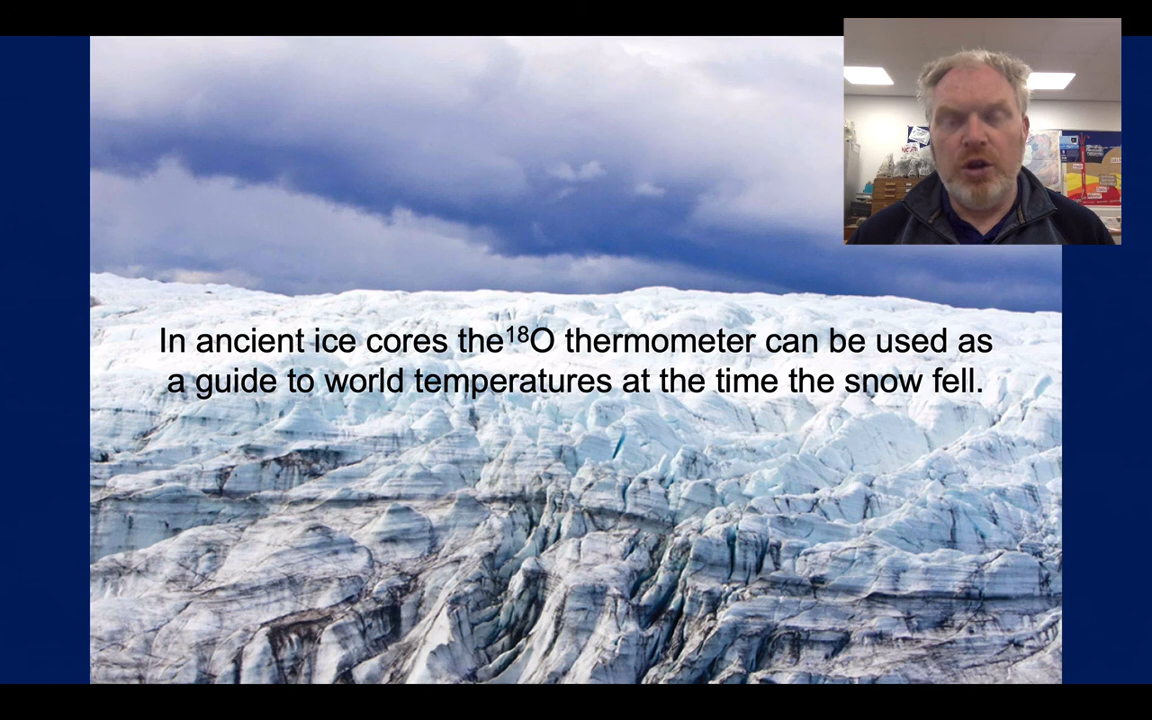 In ancient ice cores the¹⁸O thermometer can be used as
a guide to world temperatures at the time the snow fell.